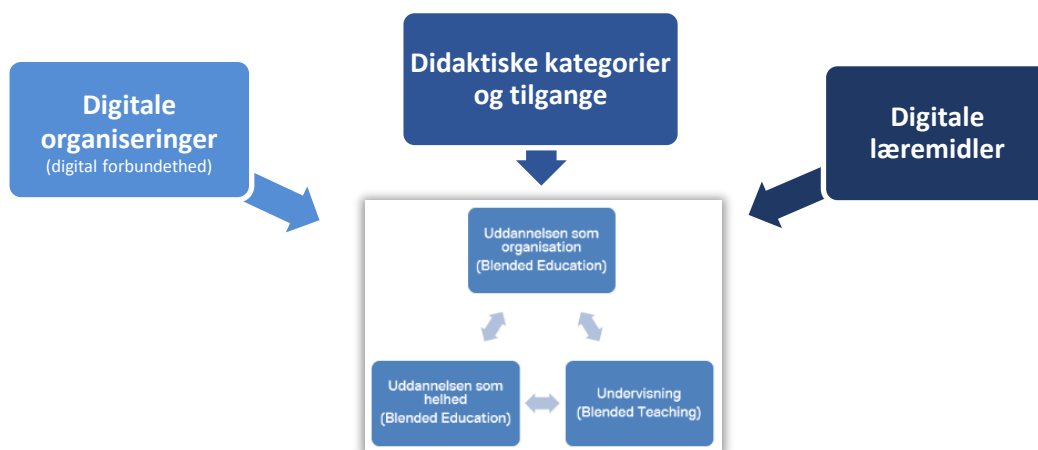 Didaktiske kategorier
og tilgange
Digitale
organiseringer
(digital forbundethed)
Digitale
læremidler
Uddannelsen som
organisation
(Blended Education)
Uddannelsen som
helhed
(Blended Education)
Undervisning
(Blended Teaching)